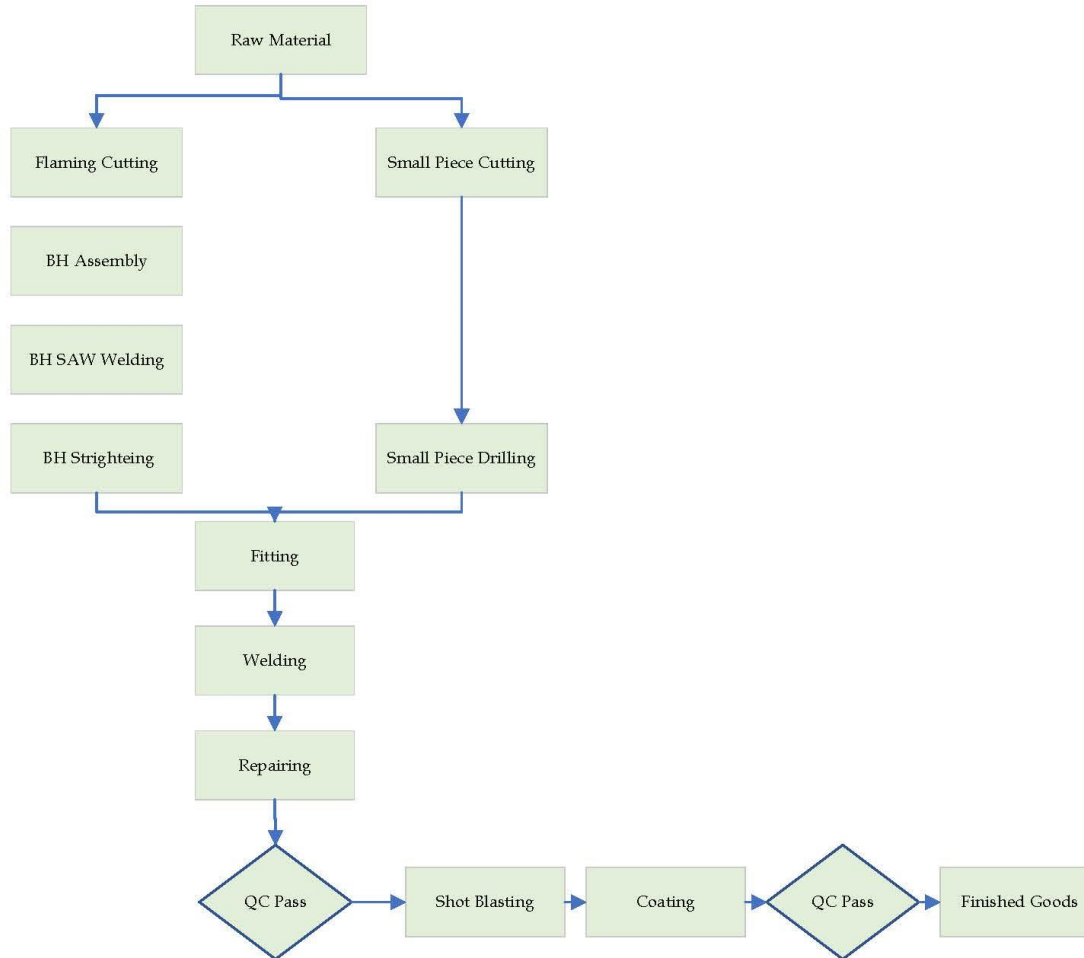 Raw Material
Flaming Cutting
Small Piece Cutting
BH Assembly
BH SAW Welding
BH Strighteing
Small Piece Drilling
Fitting
Welding
Repairing
QC Pass
Shot Blasting
Coating
QC Pass
Finished Goods